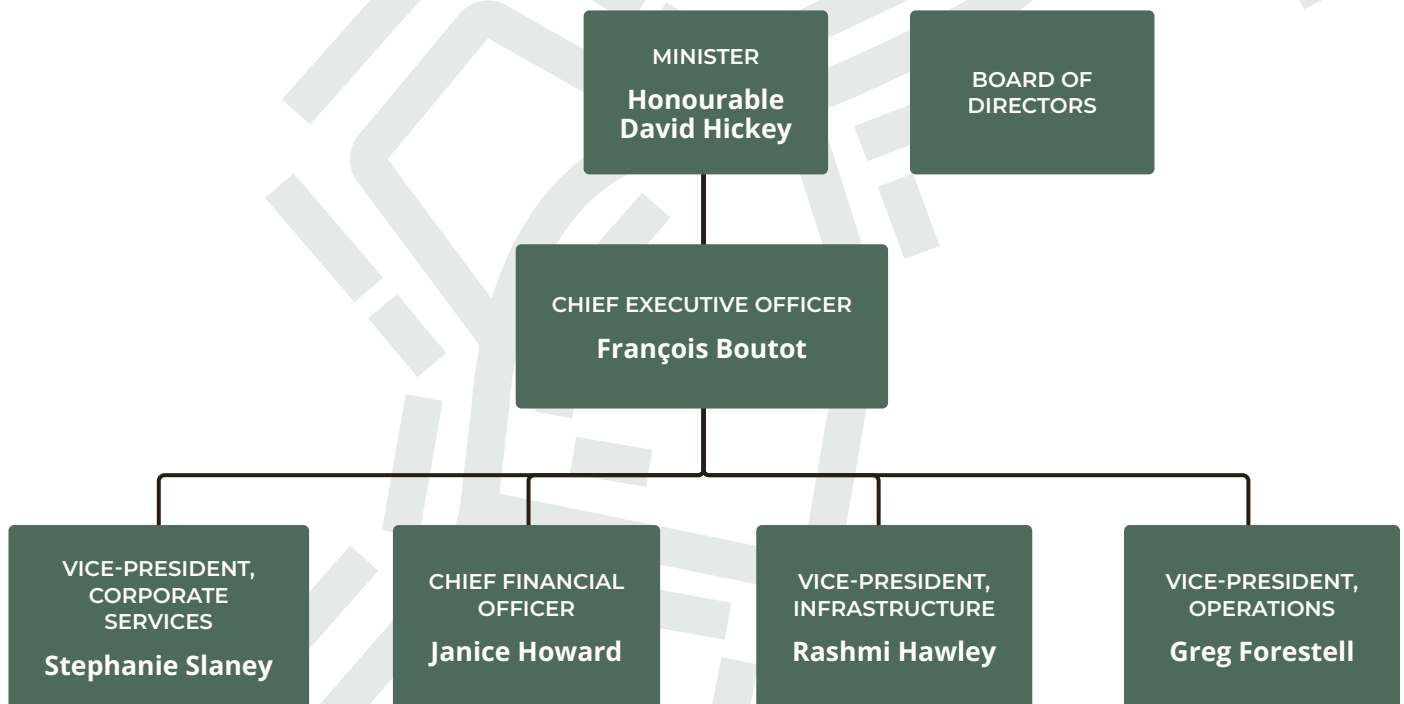 MINISTER
Honourable
David Hickey
BOARD OF
DIRECTORS
CHIEF EXECUTIVE OFFICER
François Boutot
VICE-PRESIDENT,
CORPORATE
SERVICES
Stephanie Slaney
CHIEF FINANCIAL
OFFICER
Janice Howard
VICE-PRESIDENT,
INFRASTRUCTURE
Rashmi Hawley
VICE-PRESIDENT,
OPERATIONS
Greg Forestell